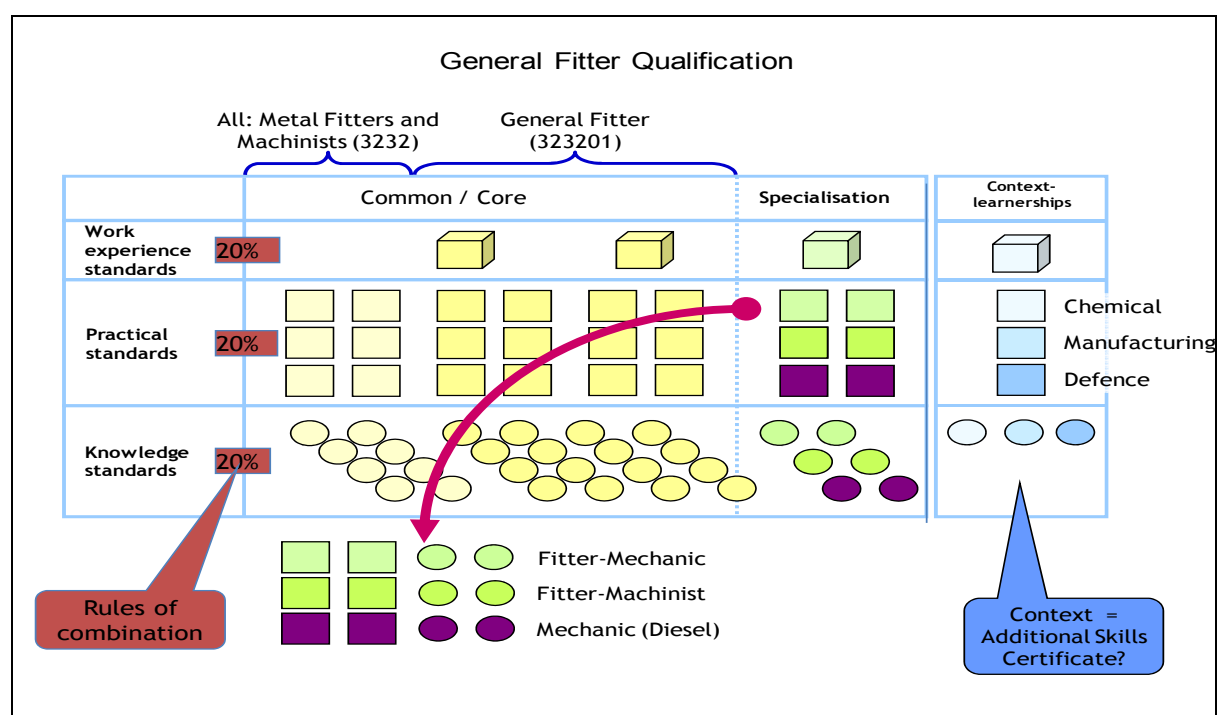 General Fitter Qualification
All: Metal Fitters and
Machinists (3232)
General Fitter
(323201)
Common / Core
Specialisation
Context-
learnerships
Work
experience
standards
20%
Practical
standards
20%
Chemical
Manufacturing
Defence
Knowledge
standards
20%
Fitter-Mechanic
Fitter-Machinist
Mechanic (Diesel)
Rules of
combination
Context =
Additional Skills
Certificate?